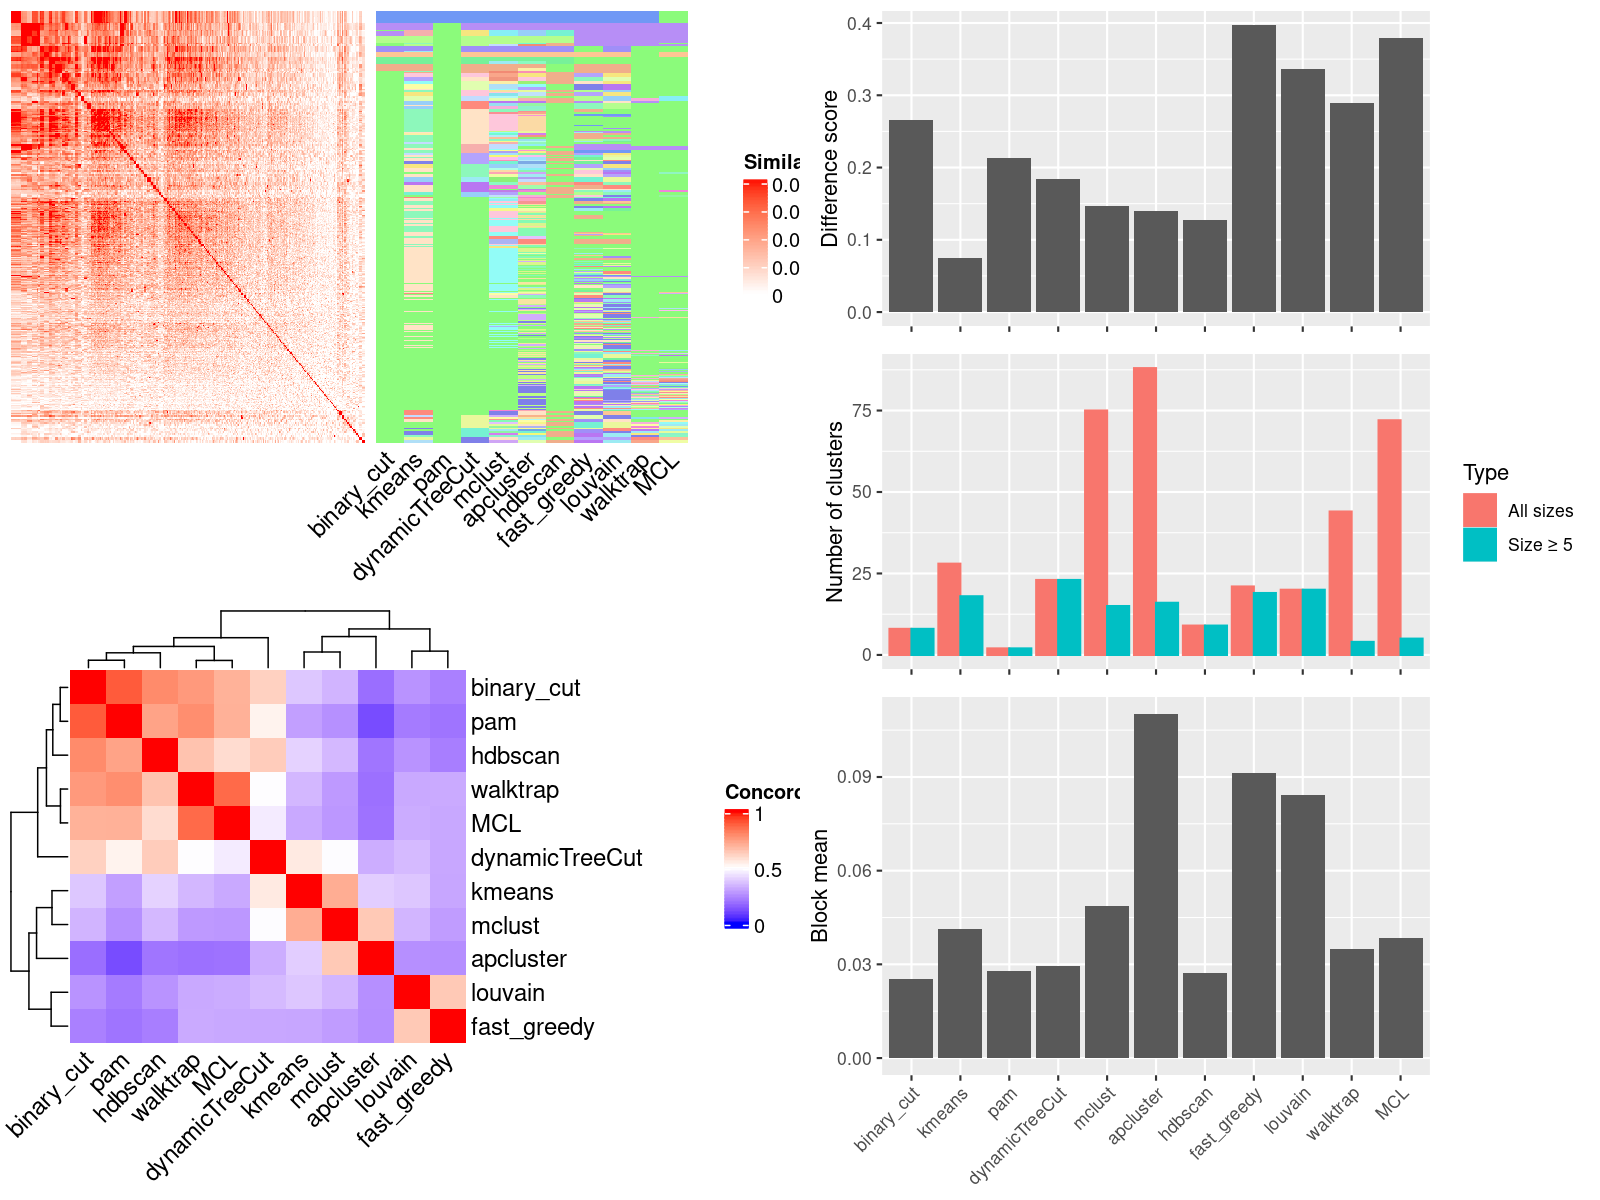 Simila
0.0
0.0
0.0
0.0
0
binary_cut
kmeans
pam
dynamicTreeCut
mclust
apcluster
hdbscan
fast_greedy
louvain
walktrap
MCL
binary_cut
pam
hdbscan
walktrap
MCL
dynamicTreeCut
kmeans
mclust
apcluster
louvain
fast_greedy
Concord
1
0.5
0
binary_cut
pam
hdbscan
walktrap
MCL
dynamicTreeCut
kmeans
mclust
apcluster
louvain
fast_greedy
Difference score
0.4
0.3
0.2
0.1
0.0
Number of clusters
75
50
25
0
Type
All sizes
Size ≥ 5
Block mean
0.09
0.06
0.03
0.00
binary_cut
kmeans
pam
dynamicTreeCut
mclust
apcluster
hdbscan
fast_greedy
louvain
walktrap
MCL